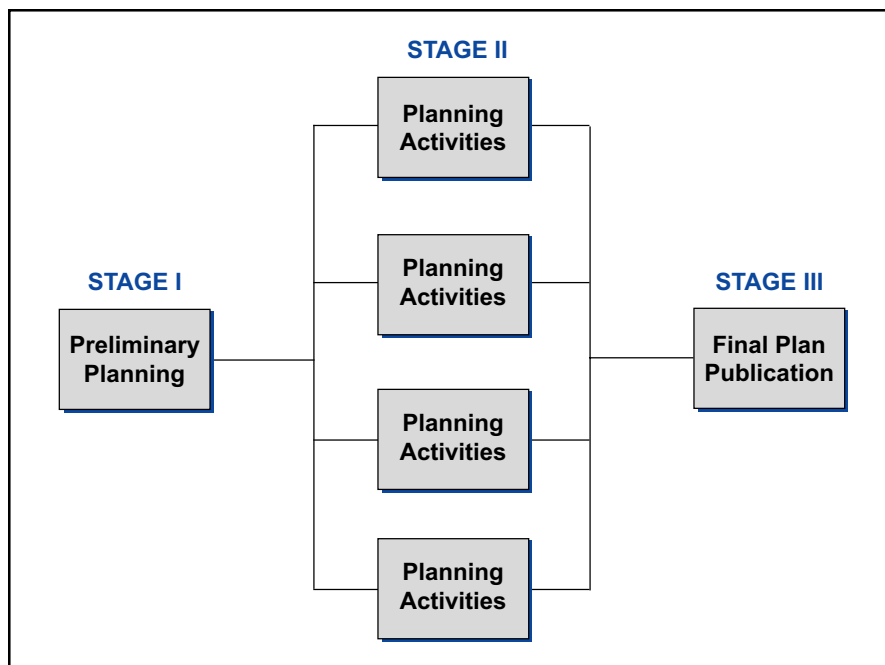 STAGE I
Preliminary
Planning
STAGE II
Planning
Activities
Planning
Activities
Planning
Activities
Planning
Activities
STAGE III
Final Plan
Publication